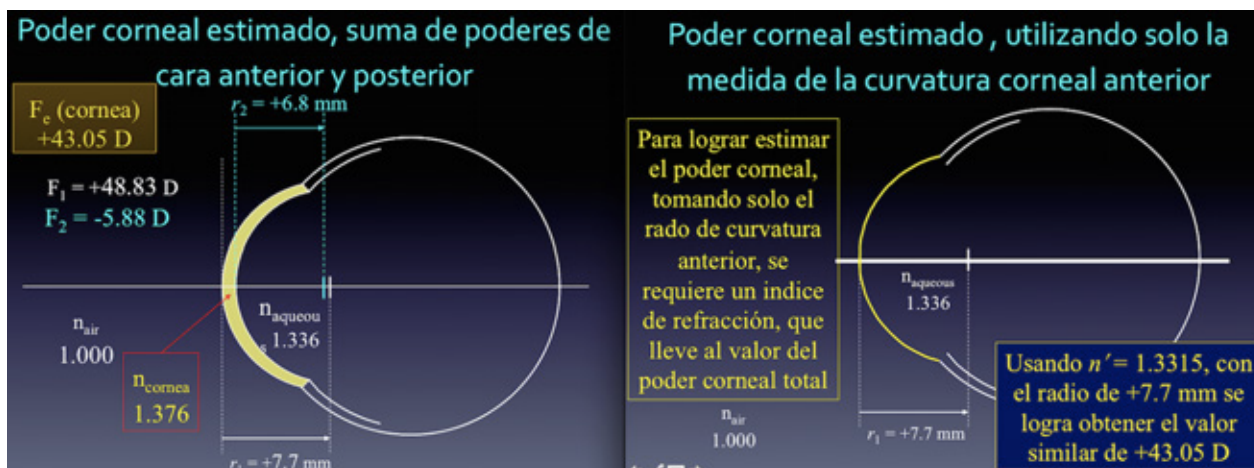 Poder corneal estimado, suma de poderes de
cara anterior y posterior
r₂ = +6.8 mm
Fₑ (cornea)
+43.05 D
F₁ = +48.83 D
F₂ = -5.88 D
n air
1.000
n aqueou
s 1.336
n cornea
1.376
r₁ = +7.7 mm
Poder corneal estimado , utilizando solo la
medida de la curvatura corneal anterior
Para lograr estimar
el poder corneal,
tomando solo el
rado de curvatura
anterior, se
requiere un indice
de refracción, que
lleve al valor del
poder corneal total
n aqueous
1.336
n air
1.000
r₁ = +7.7 mm
Usando n´= 1.3315, con
el radio de +7.7 mm se
logra obtener el valor
similar de +43.05 D